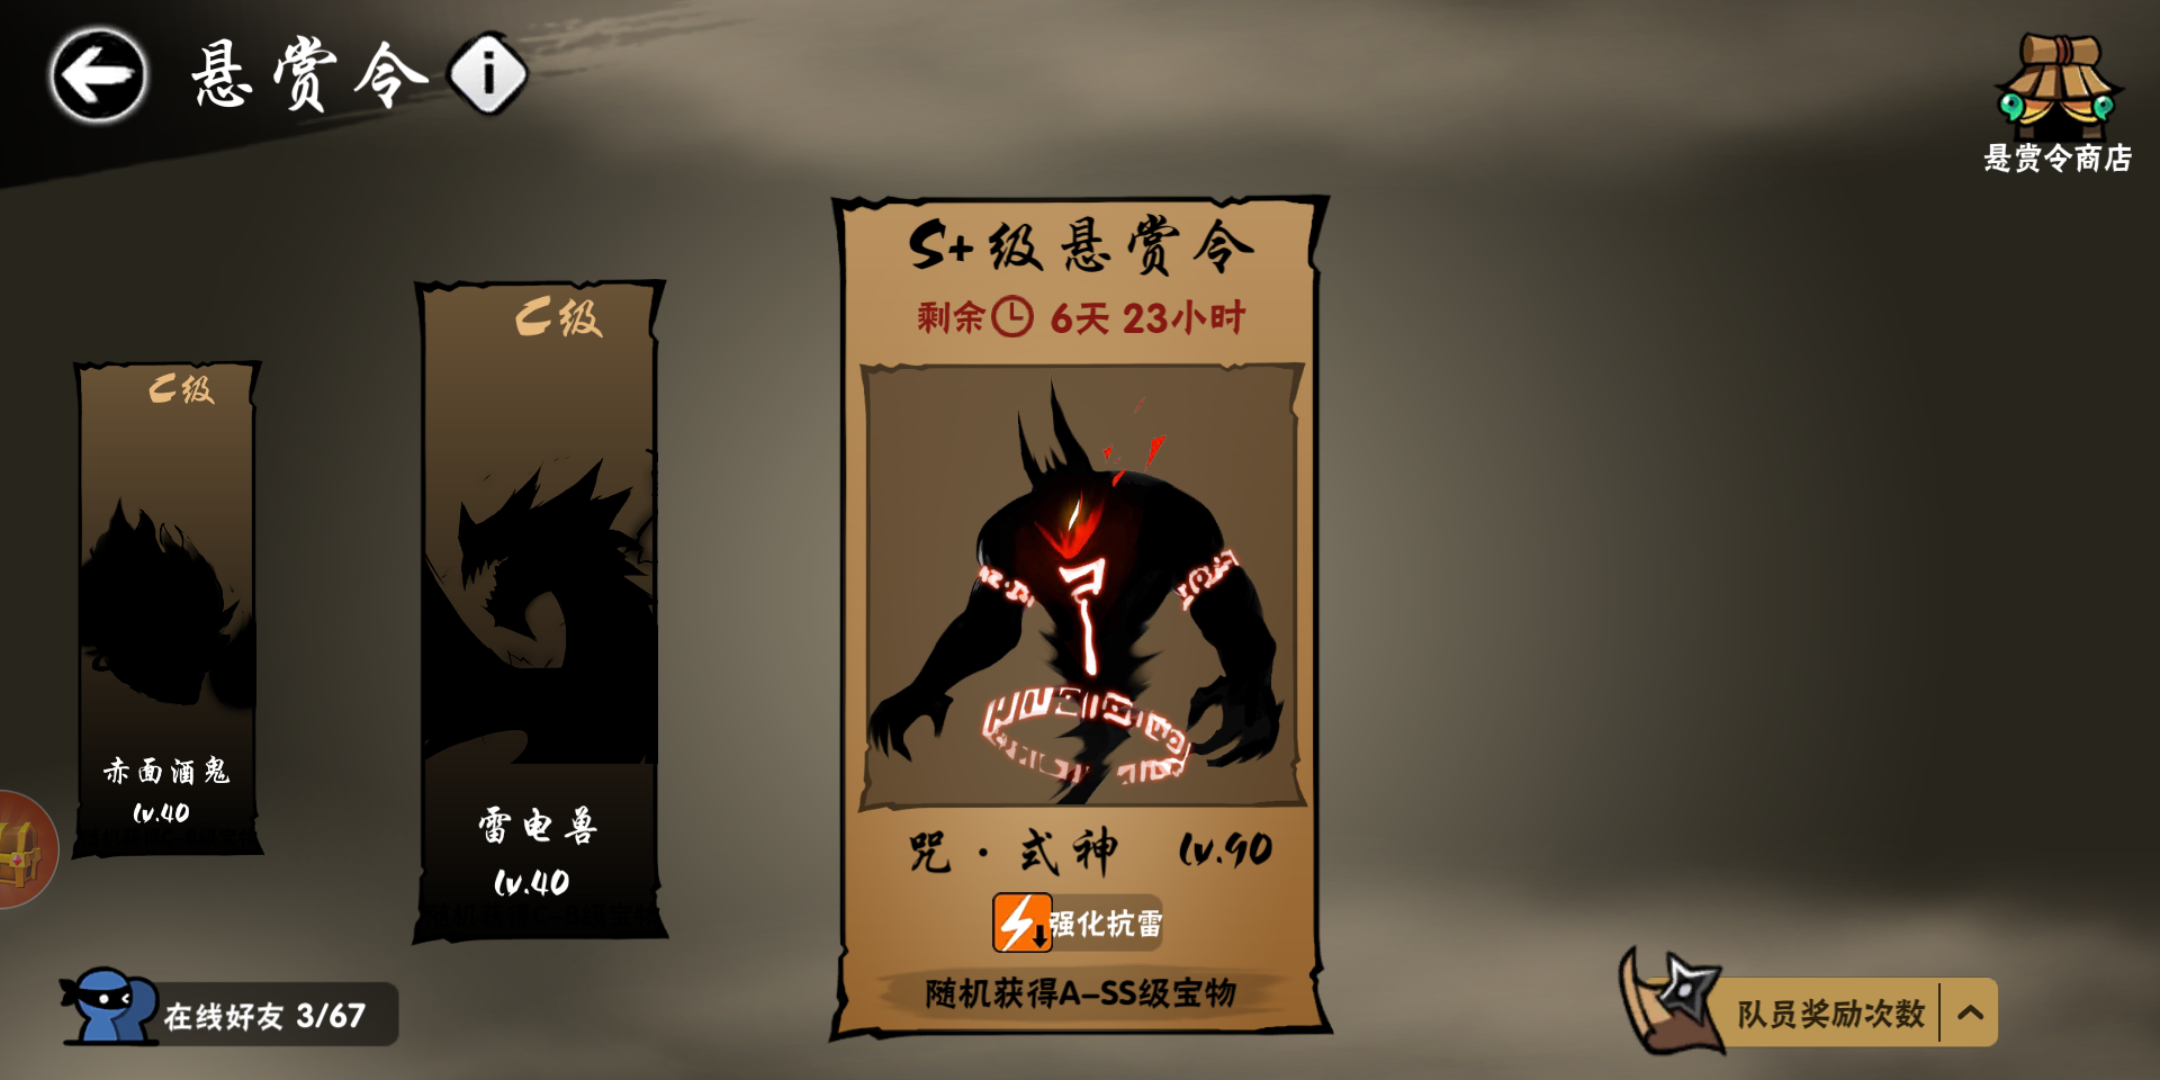 悬赏令
i
悬赏令商店
S+级悬赏令
剩余 6天 23小时
C级
C级
赤面酒鬼
lv.40
雷电兽
lv.40
咒·式神 lv.90
强化抗雷
随机获得A-SS级宝物
在线好友 3/67
队员奖励次数